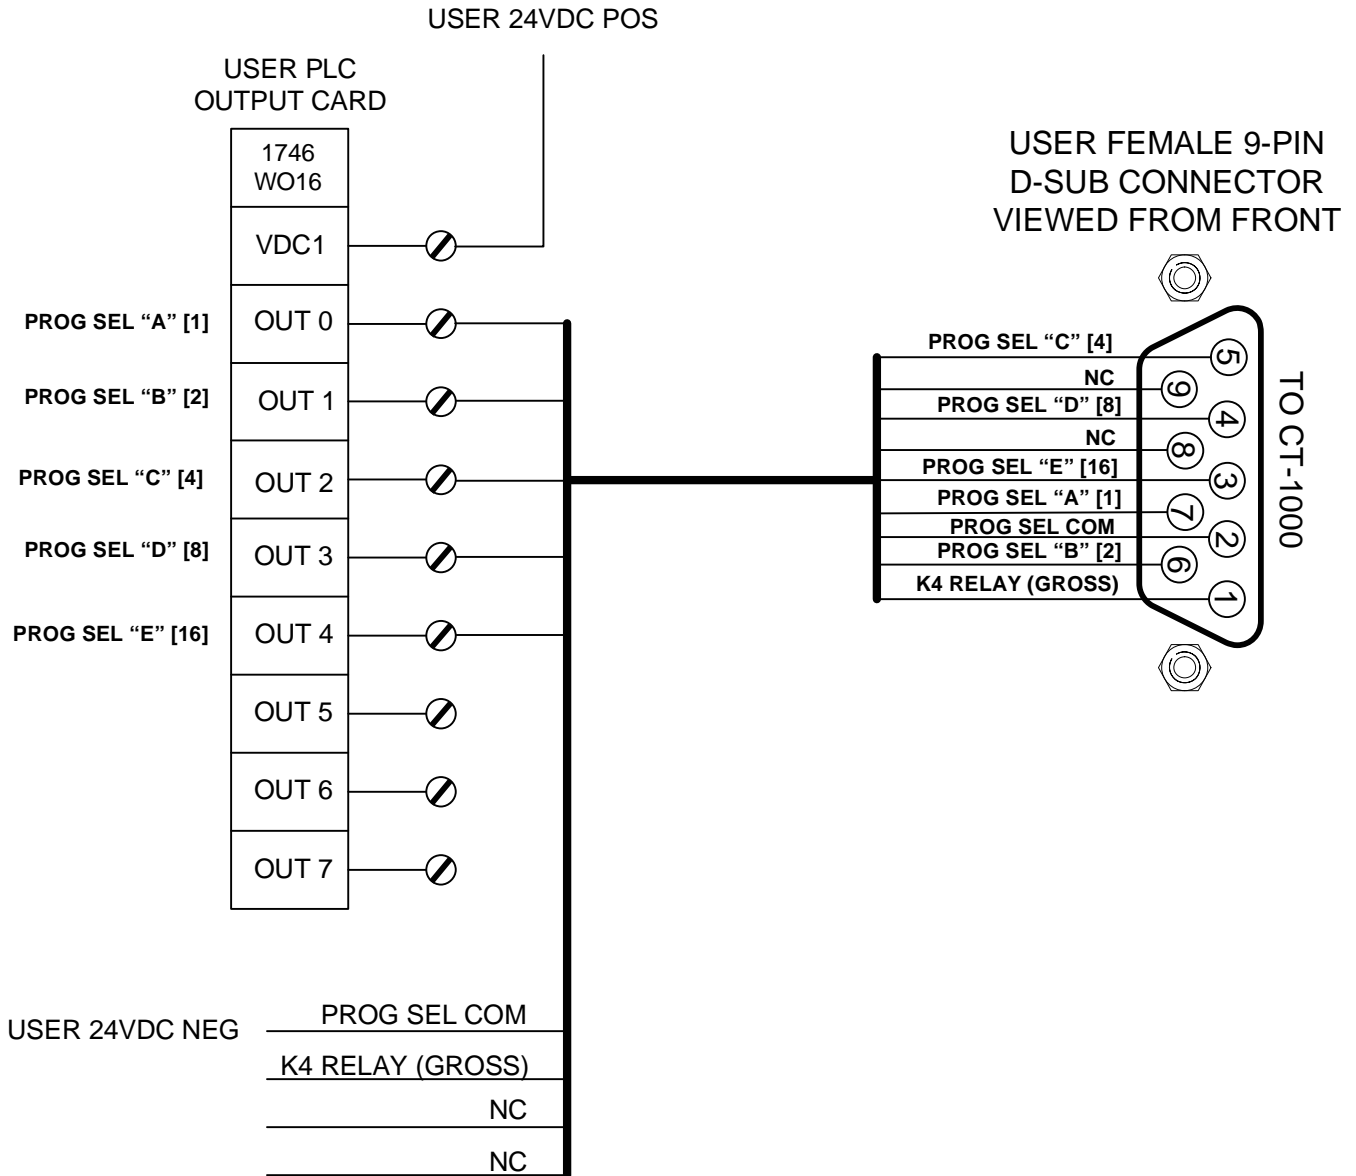 USER 24VDC POS
USER PLC
OUTPUT CARD
1746
WO16
VDC1
PROG SEL “A” [1]
OUT 0
PROG SEL “B” [2]
OUT 1
PROG SEL “C” [4]
OUT 2
PROG SEL “D” [8]
OUT 3
PROG SEL “E” [16]
OUT 4
OUT 5
OUT 6
OUT 7
USER 24VDC NEG
PROG SEL COM
K4 RELAY (GROSS)
NC
NC
USER FEMALE 9-PIN
D-SUB CONNECTOR
VIEWED FROM FRONT
PROG SEL “C” [4]
5
NC
9
PROG SEL “D” [8]
4
NC
8
PROG SEL “E” [16]
3
PROG SEL “A” [1]
7
PROG SEL COM
2
PROG SEL “B” [2]
6
K4 RELAY (GROSS)
1
TO CT-1000